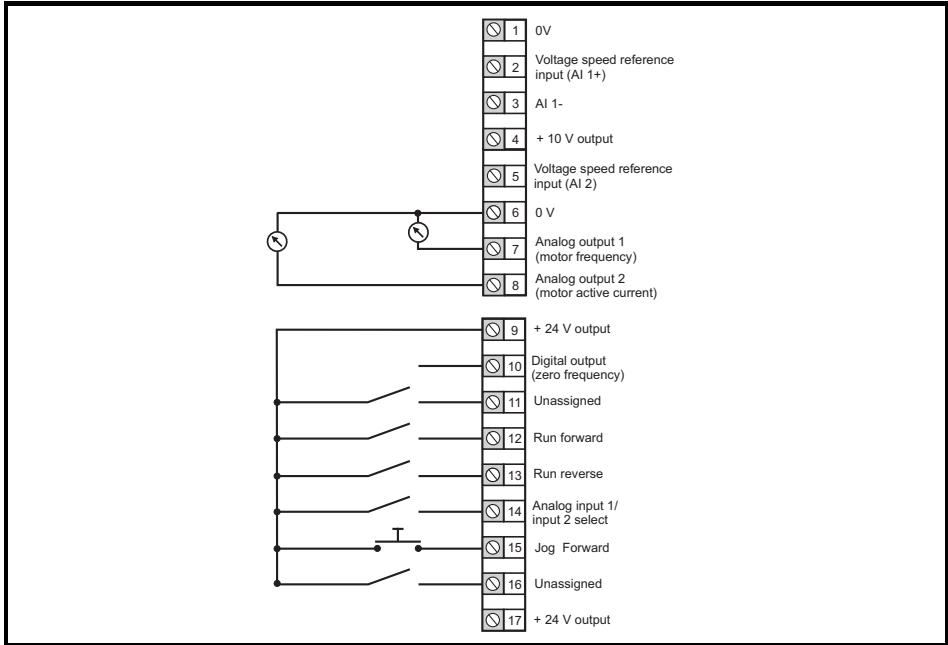 1 0V
2 Voltage speed reference
input (AI 1+)
3 AI 1-
4 + 10 V output
5 Voltage speed reference
input (AI 2)
6 0 V
7 Analog output 1
(motor frequency)
8 Analog output 2
(motor active current)
9 + 24 V output
10 Digital output
(zero frequency)
11 Unassigned
12 Run forward
13 Run reverse
14 Analog input 1/
input 2 select
15 Jog Forward
16 Unassigned
17 + 24 V output